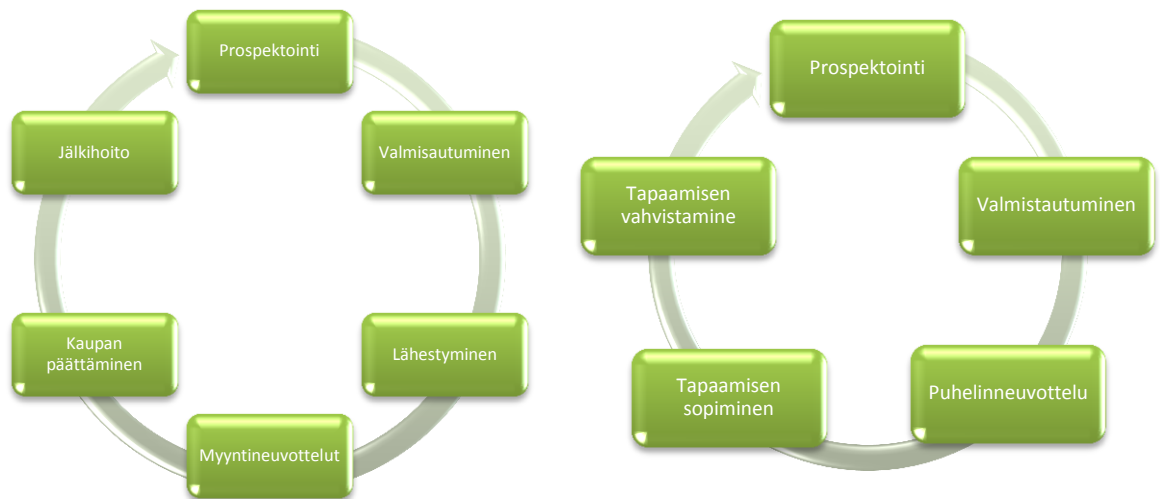 Prospektointi
Valmisautuminen
Lähestyminen
Myyntineuvottelut
Kaupan
päättäminen
Jälkihoito
Prospektointi
Valmistautuminen
Puhelinneuvottelu
Tapaamisen
sopiminen
Tapaamisen
vahvistamine